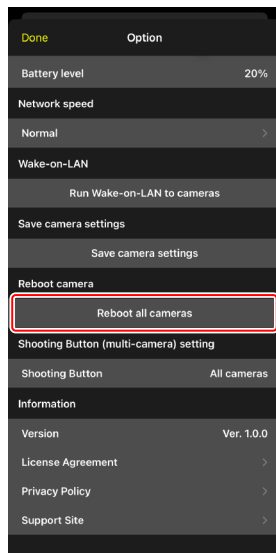 Done Option
Battery level 20%
Network speed
Normal
Wake-on-LAN
Run Wake-on-LAN to cameras
Save camera settings
Save camera settings
Reboot camera
Reboot all cameras
Shooting Button (multi-camera) setting
Shooting Button All cameras
Information
Version Ver. 1.0.0
License Agreement
Privacy Policy
Support Site